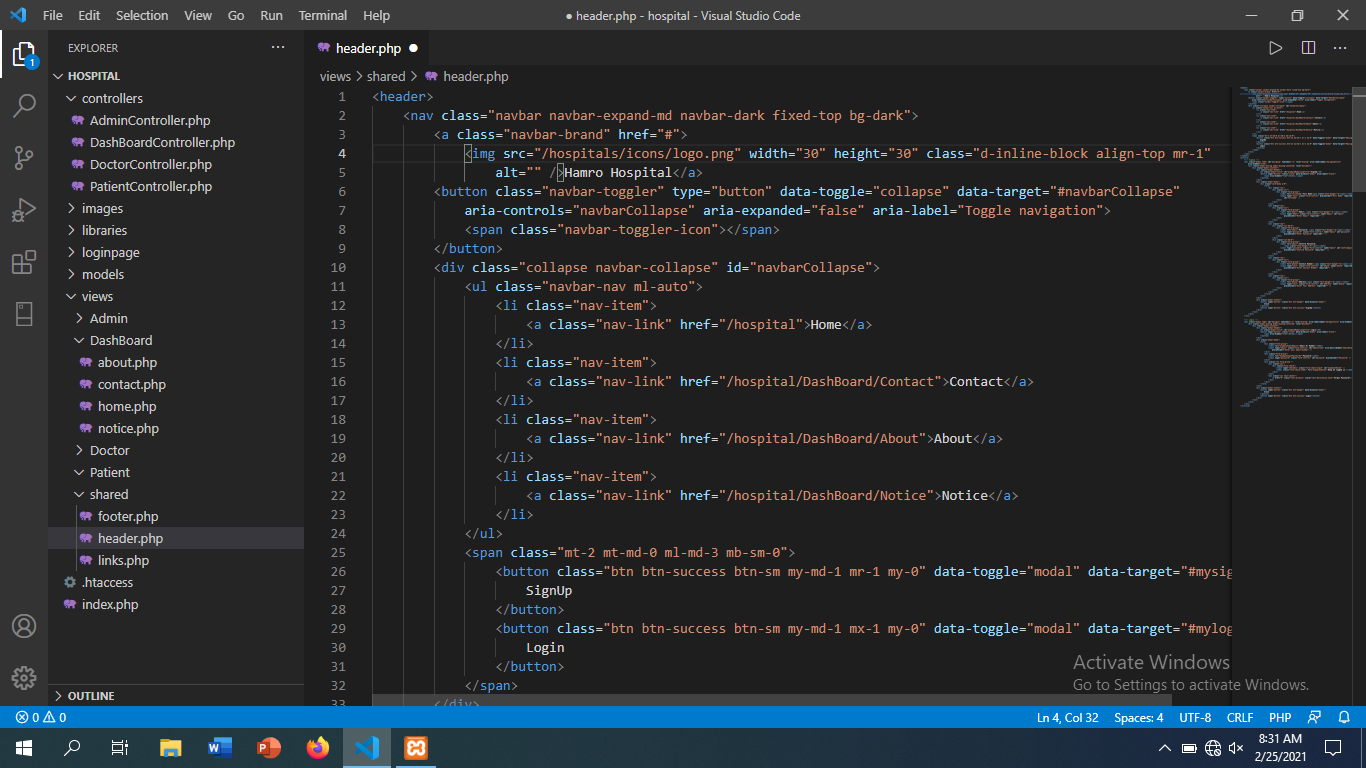 File Edit Selection View Go Run Terminal Help ● header.php - hospital - Visual Studio Code
EXPLORER
header.php
1
HOSPITAL
views > shared > header.php
controllers
AdminController.php
DashBoardController.php
DoctorController.php
PatientController.php
images
libraries
loginpage
models
views
Admin
DashBoard
about.php
contact.php
home.php
notice.php
Doctor
Patient
shared
footer.php
header.php
links.php
.htaccess
index.php
OUTLINE
1 <header>
2 <nav class="navbar navbar-expand-md navbar-dark fixed-top bg-dark">
3 <a class="navbar-brand" href="#">
4 <img src="/hospitals/icons/logo.png" width="30" height="30" class="d-inline-block align-top mr-1"
5 alt="" />Hamro Hospital</a>
6 <button class="navbar-toggler" type="button" data-toggle="collapse" data-target="#navbarCollapse"
7 aria-controls="navbarCollapse" aria-expanded="false" aria-label="Toggle navigation">
8 <span class="navbar-toggler-icon"></span>
9 </button>
10 <div class="collapse navbar-collapse" id="navbarCollapse">
11 <ul class="navbar-nav ml-auto">
12 <li class="nav-item">
13 <a class="nav-link" href="/hospital">Home</a>
14 </li>
15 <li class="nav-item">
16 <a class="nav-link" href="/hospital/DashBoard/Contact">Contact</a>
17 </li>
18 <li class="nav-item">
19 <a class="nav-link" href="/hospital/DashBoard/About">About</a>
20 </li>
21 <li class="nav-item">
22 <a class="nav-link" href="/hospital/DashBoard/Notice">Notice</a>
23 </li>
24 </ul>
25 <span class="mt-2 mt-md-0 ml-md-3 mb-sm-0">
26 <button class="btn btn-success btn-sm my-md-1 mr-1 my-0" data-toggle="modal" data-target="#mysig
27 SignUp
28 </button>
29 <button class="btn btn-success btn-sm my-md-1 mx-1 my-0" data-toggle="modal" data-target="#mylog
30 Login
31 </button>
32 </span>
33 </div>
Activate Windows
Go to Settings to activate Windows.
0 0 Ln 4, Col 32 Spaces: 4 UTF-8 CRLF PHP
8:31 AM
2/25/2021